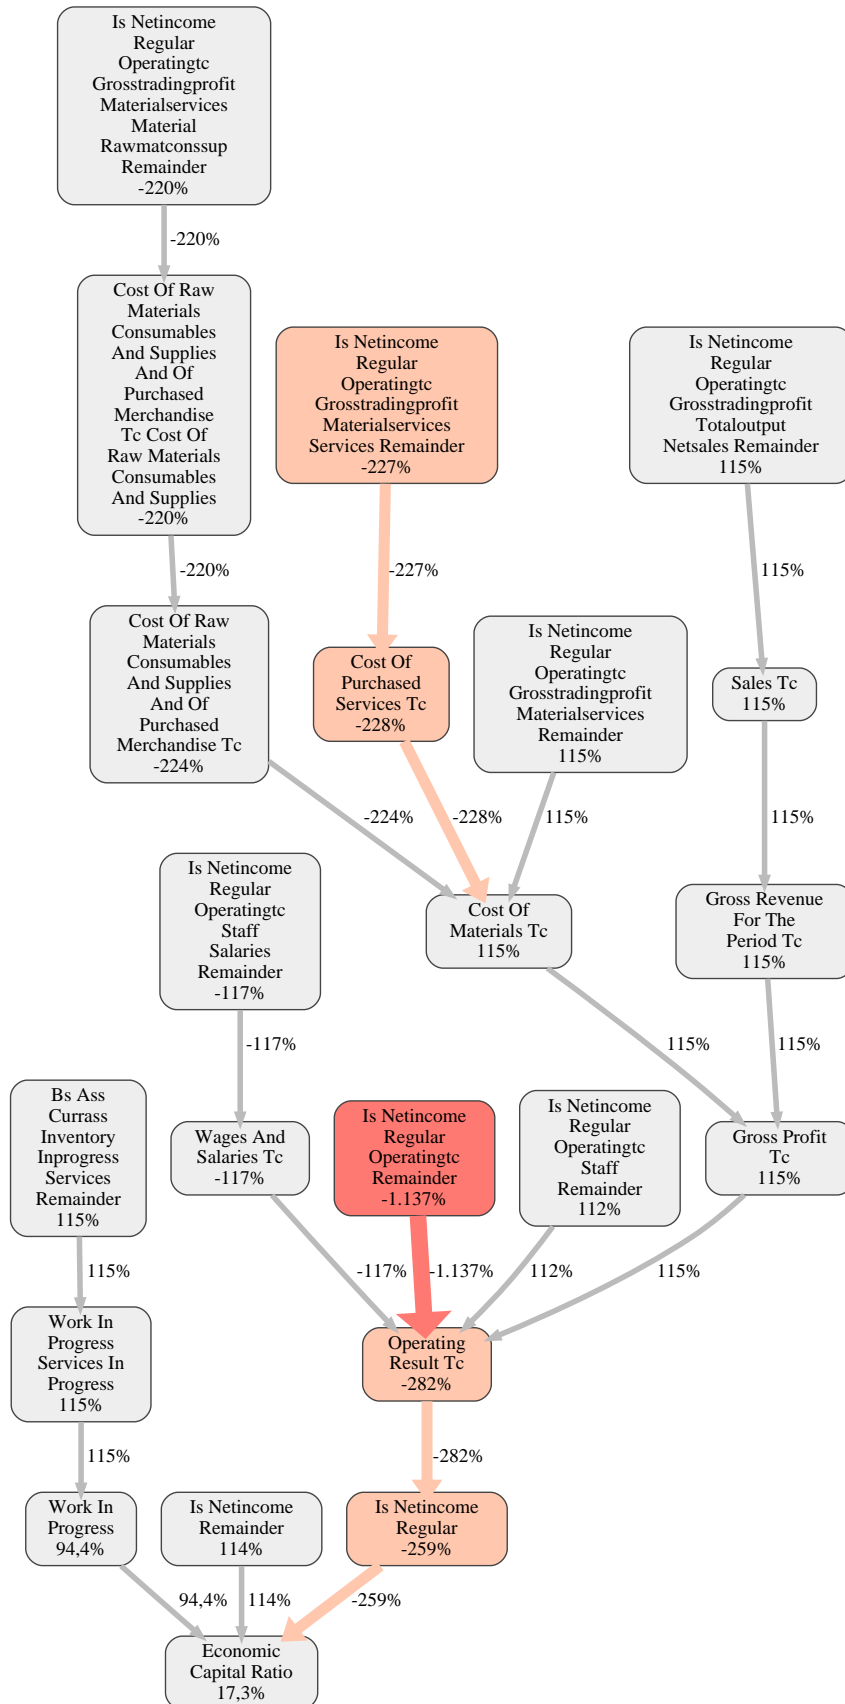 Is Netincome
Regular
Operatingtc
Grosstradingprofit
Materialservices
Material
Rawmatconssup
Remainder
-220%
-220%
Cost Of Raw
Materials
Consumables
And Supplies
And Of
Purchased
Merchandise
Tc Cost Of
Raw Materials
Consumables
And Supplies
-220%
Is Netincome
Regular
Operatingtc
Grosstradingprofit
Materialservices
Services Remainder
-227%
Is Netincome
Regular
Operatingtc
Grosstradingprofit
Totaloutput
Netsales Remainder
115%
-220%
-227%
115%
Cost Of Raw
Materials
Consumables
And Supplies
And Of
Purchased
Merchandise Tc
-224%
Cost Of
Purchased
Services Tc
-228%
Is Netincome
Regular
Operatingtc
Grosstradingprofit
Materialservices
Remainder
115%
Sales Tc
115%
-224%
-228%
115%
115%
Is Netincome
Regular
Operatingtc
Staff
Salaries
Remainder
-117%
Cost Of
Materials Tc
115%
Gross Revenue
For The
Period Tc
115%
-117%
115%
115%
Bs Ass
Currass
Inventory
Inprogress
Services
Remainder
115%
Wages And
Salaries Tc
-117%
Is Netincome
Regular
Operatingtc
Remainder
-1.137%
Is Netincome
Regular
Operatingtc
Staff
Remainder
112%
Gross Profit
Tc
115%
115%
-117%
-1.137%
112%
115%
Work In
Progress
Services In
Progress
115%
Operating
Result Tc
-282%
115%
-282%
Work In
Progress
94,4%
Is Netincome
Remainder
114%
Is Netincome
Regular
-259%
94,4%
114%
-259%
Economic
Capital Ratio
17,3%